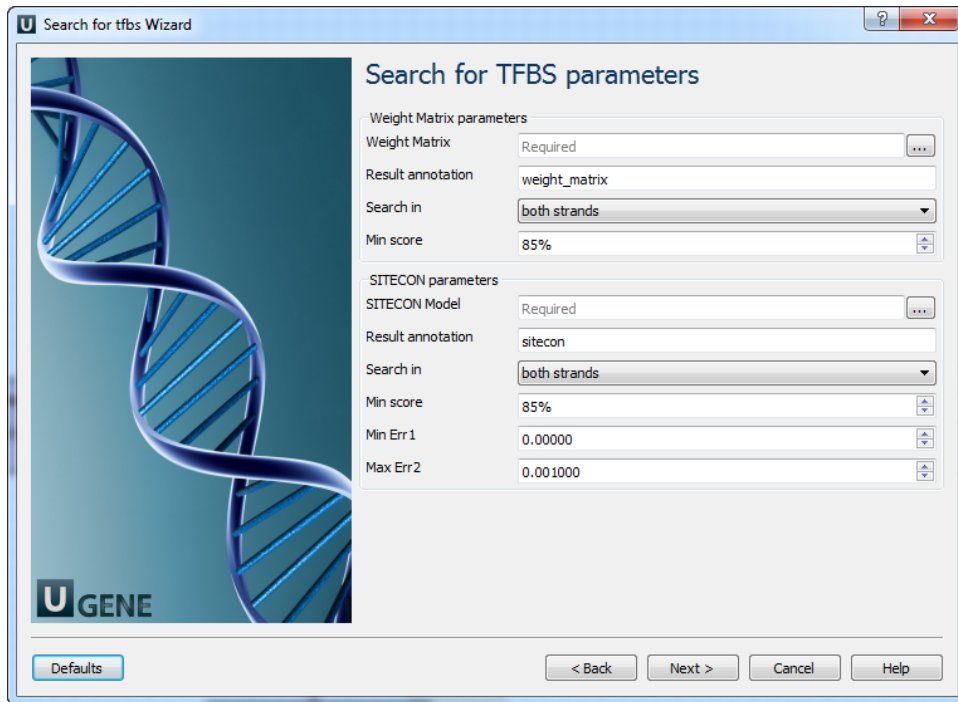 U Search for tfbs Wizard
?
X
Search for TFBS parameters
Weight Matrix parameters
Weight Matrix Required ...
Result annotation weight_matrix
Search in both strands
Min score 85%
SITECON parameters
SITECON Model Required ...
Result annotation sitecon
Search in both strands
Min score 85%
Min Err1 0.00000
Max Err2 0.001000
U GENE
Defaults < Back Next > Cancel Help